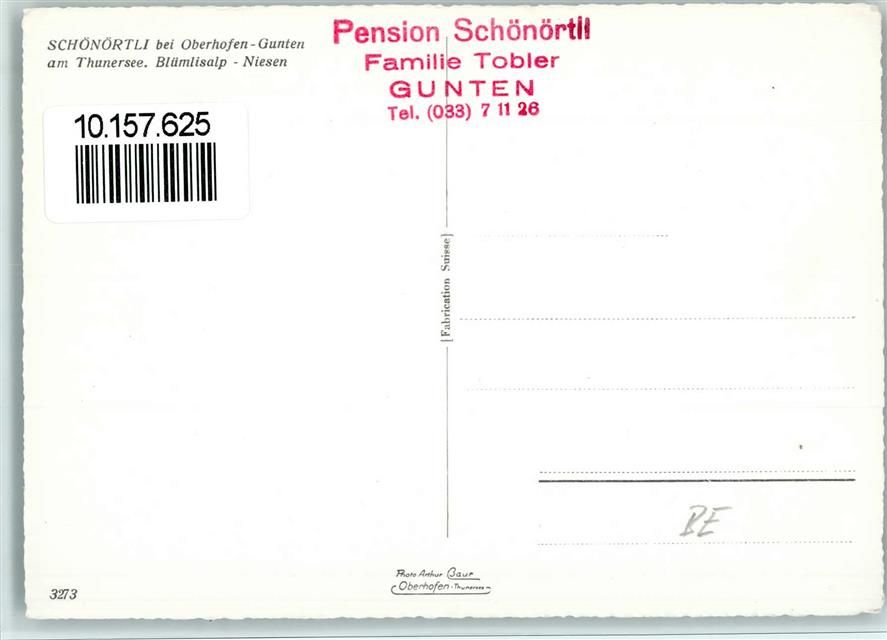 SCHÖNÖRTLI bei Oberhofen-Gunten
am Thunersee. Blümlisalp - Niesen
Pension Schönörtli
Familie Tobler
GUNTEN
Tel. (033) 7 11 26
10.157.625
[Fabrication Suisse]
BE
Photo Arthur Baur
Oberhofen-Thunersee
3273